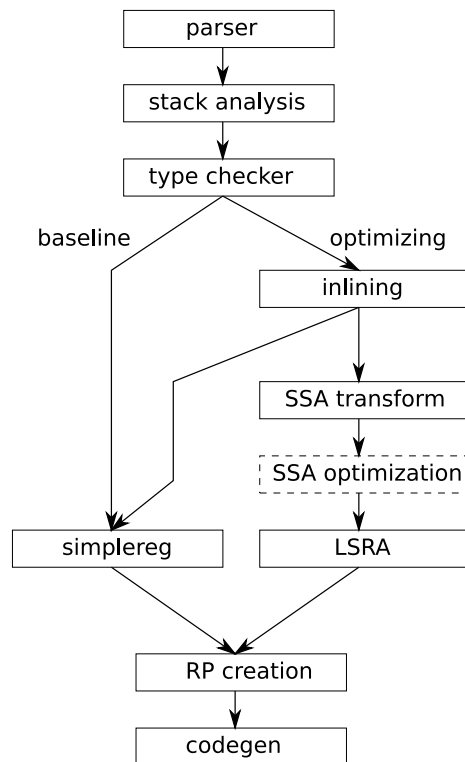 parser
stack analysis
type checker
baseline
optimizing
inlining
SSA transform
SSA optimization
simplereg
LSRA
RP creation
codegen